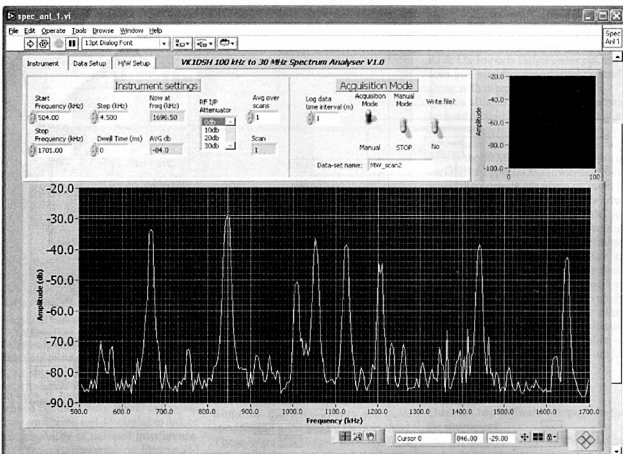 spec_anl_1.vi
File Edit Operate Tools Browse Window Help
13pt Dialog Font
Spec Anl 1
Instrument Data Setup H/W Setup
VK1DSH 100 kHz to 30 MHz Spectrum Analyser V1.0
Instrument settings
Start Frequency (kHz)
504.00
Step (kHz)
4.500
Now at freq (kHz)
1696.50
RF I/P Attenuator
0db
10db
20db
30db
Avg over scans
1
Stop Frequency (kHz)
1701.00
Dwell Time (ms)
0
AVG db
-84.0
Scan
1
Acquisition Mode
Log data time interval (m)
1
Acquisition Mode
Manual
Manual Mode
STOP
Write file?
No
Data-set name: MW_scan2
Amplitude
-20.0
-40.0
-60.0
-80.0
-100.0
0 100
Amplitude (db)
-20.0
-30.0
-40.0
-50.0
-60.0
-70.0
-80.0
-90.0
500.0 600.0 700.0 800.0 900.0 1000.0 1100.0 1200.0 1300.0 1400.0 1500.0 1600.0 1700.0
Frequency (kHz)
Cursor 0 846.00 -29.00